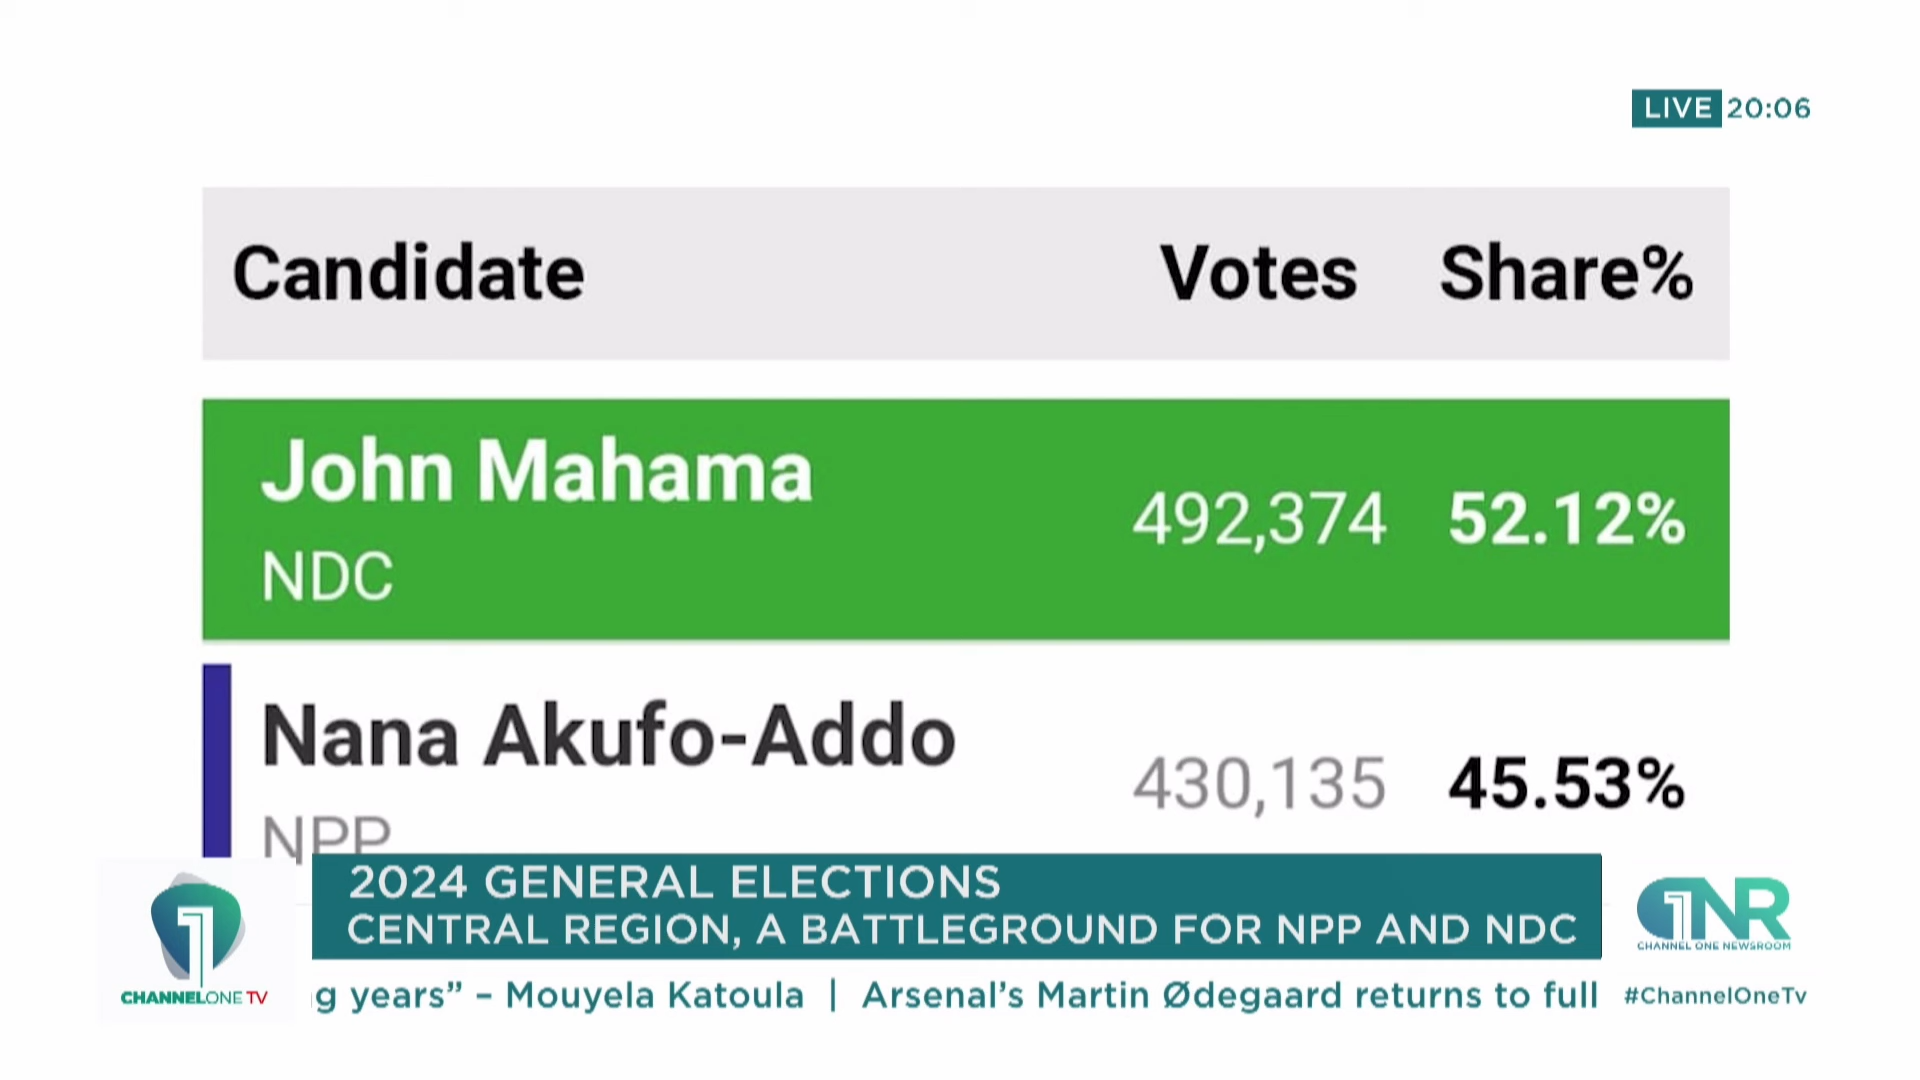 LIVE 20:06
Candidate Votes Share%
John Mahama
NDC
492,374 52.12%
Nana Akufo-Addo
NPP
430,135 45.53%
2024 GENERAL ELECTIONS
CENTRAL REGION, A BATTLEGROUND FOR NPP AND NDC
1
CHANNELONE TV
1NR
CHANNEL ONE NEWSROOM
g years” – Mouyela Katoula | Arsenal’s Martin Ødegaard returns to full
#ChannelOneTv